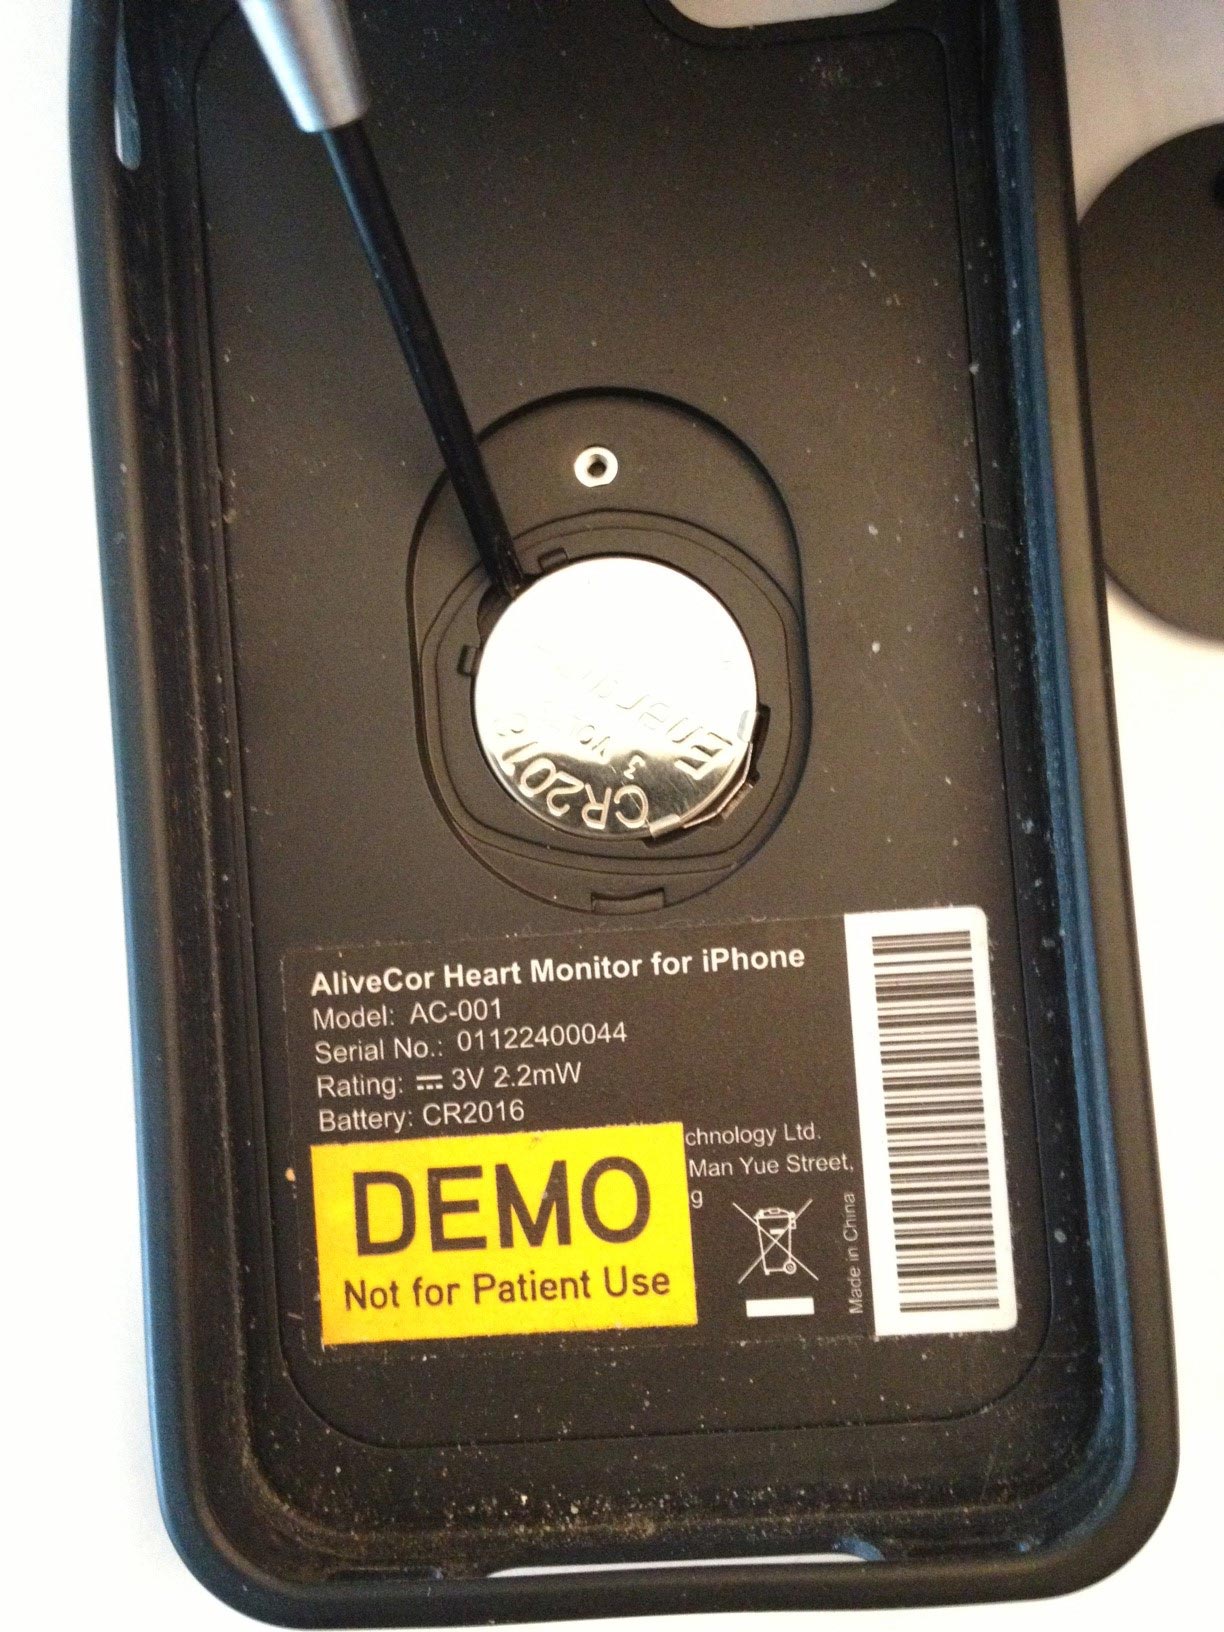 Energizer
3 VOLTS
CR2016
AliveCor Heart Monitor for iPhone
Model: AC-001
Serial No.: 01122400044
Rating: ⎓ 3V 2.2mW
Battery: CR2016
chnology Ltd.
Man Yue Street,
g
DEMO
Not for Patient Use
Made in China